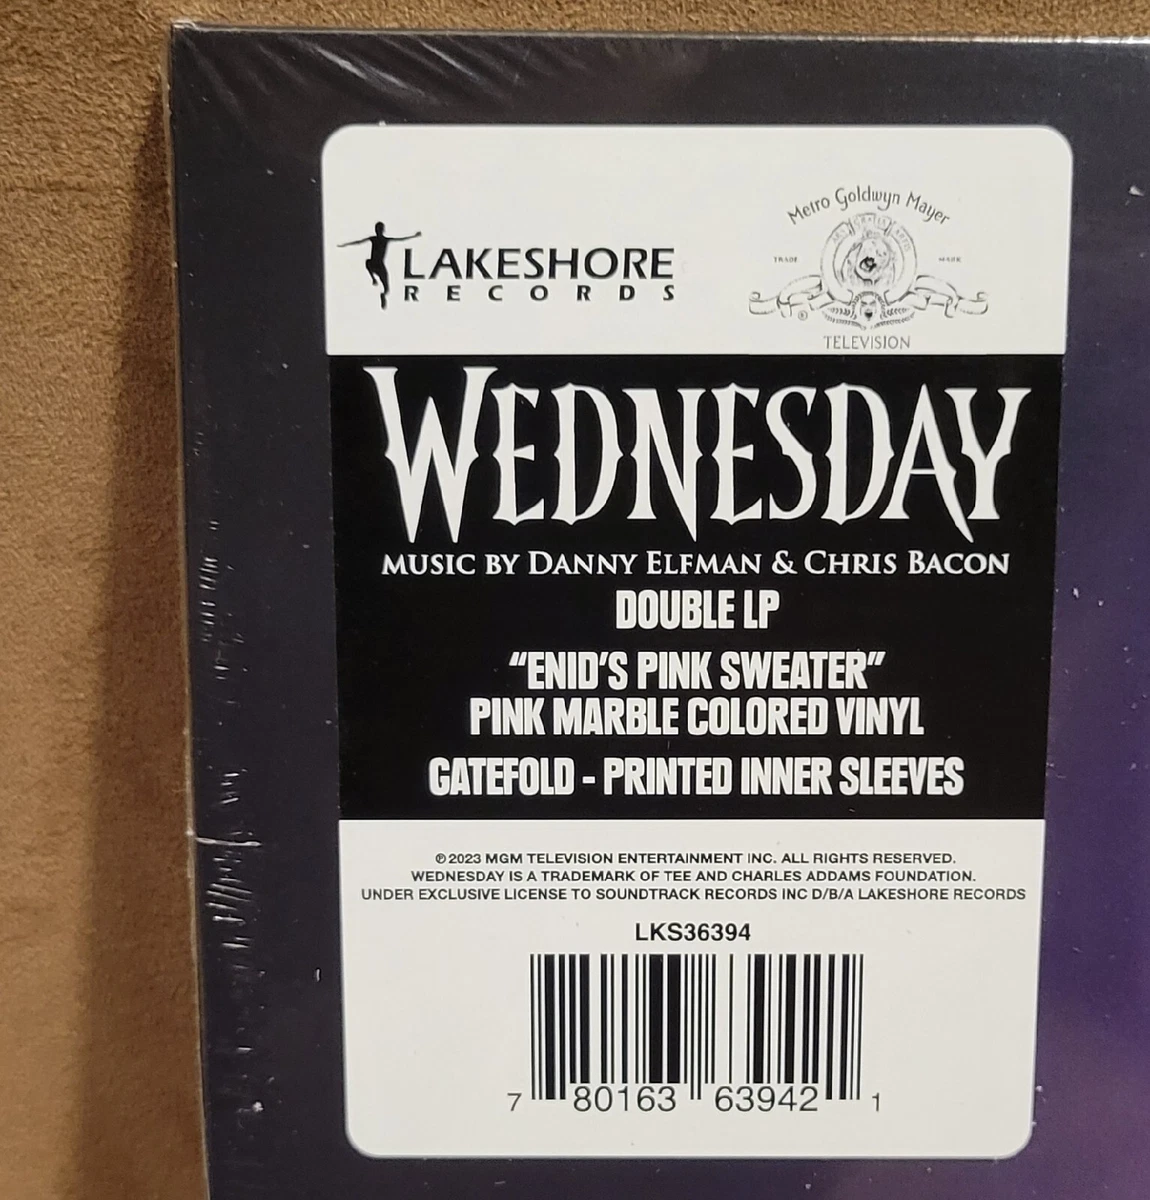 LAKESHORE
RECORDS
Metro Goldwyn Mayer
ARS GRATIA ARTIS
TRADE MARK
®
TELEVISION
WEDNESDAY
MUSIC BY DANNY ELFMAN & CHRIS BACON
DOUBLE LP
“ENID’S PINK SWEATER”
PINK MARBLE COLORED VINYL
GATEFOLD - PRINTED INNER SLEEVES
℗ 2023 MGM TELEVISION ENTERTAINMENT INC. ALL RIGHTS RESERVED.
WEDNESDAY IS A TRADEMARK OF TEE AND CHARLES ADDAMS FOUNDATION.
UNDER EXCLUSIVE LICENSE TO SOUNDTRACK RECORDS INC D/B/A LAKESHORE RECORDS
LKS36394
7 80163 63942 1